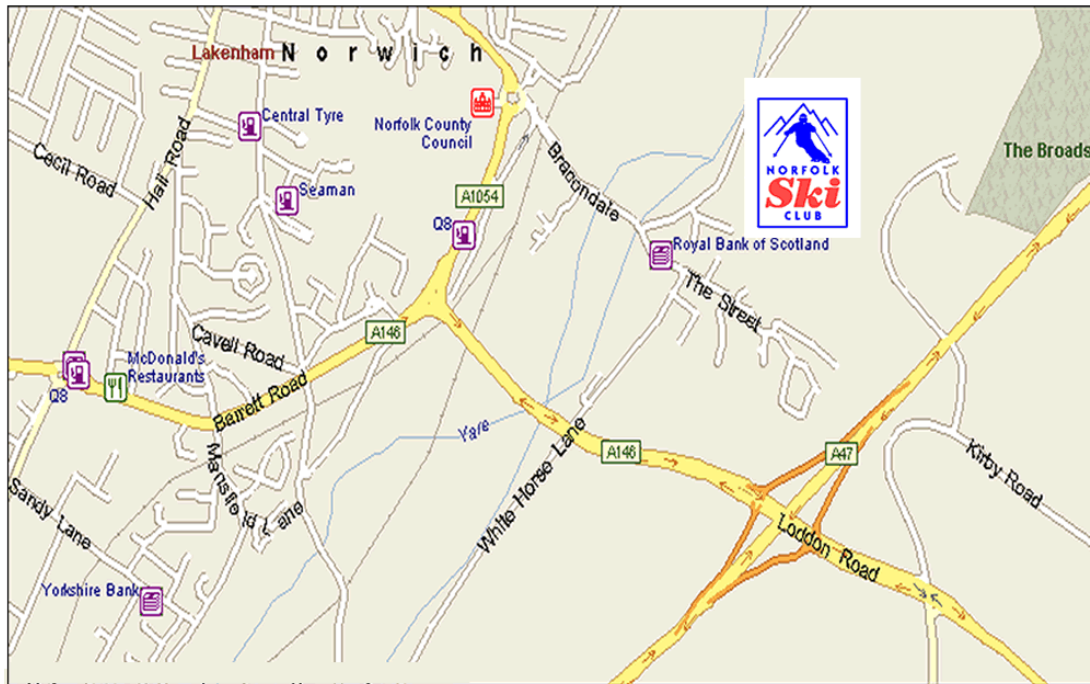 Lakenham
Norwich
Central Tyre
Norfolk County
Council
Cecil Road
Hall Road
Seaman
A1054
Q8
Bracondale
NORFOLK
Ski
CLUB
The Broads
Royal Bank of Scotland
The Street
Cavell Road
A146
McDonald's
Restaurants
Q8
Barrett Road
Yare
White Horse Lane
A146
A47
Kirby Road
Mansfield Lane
Sandy Lane
Loddon Road
Yorkshire Bank